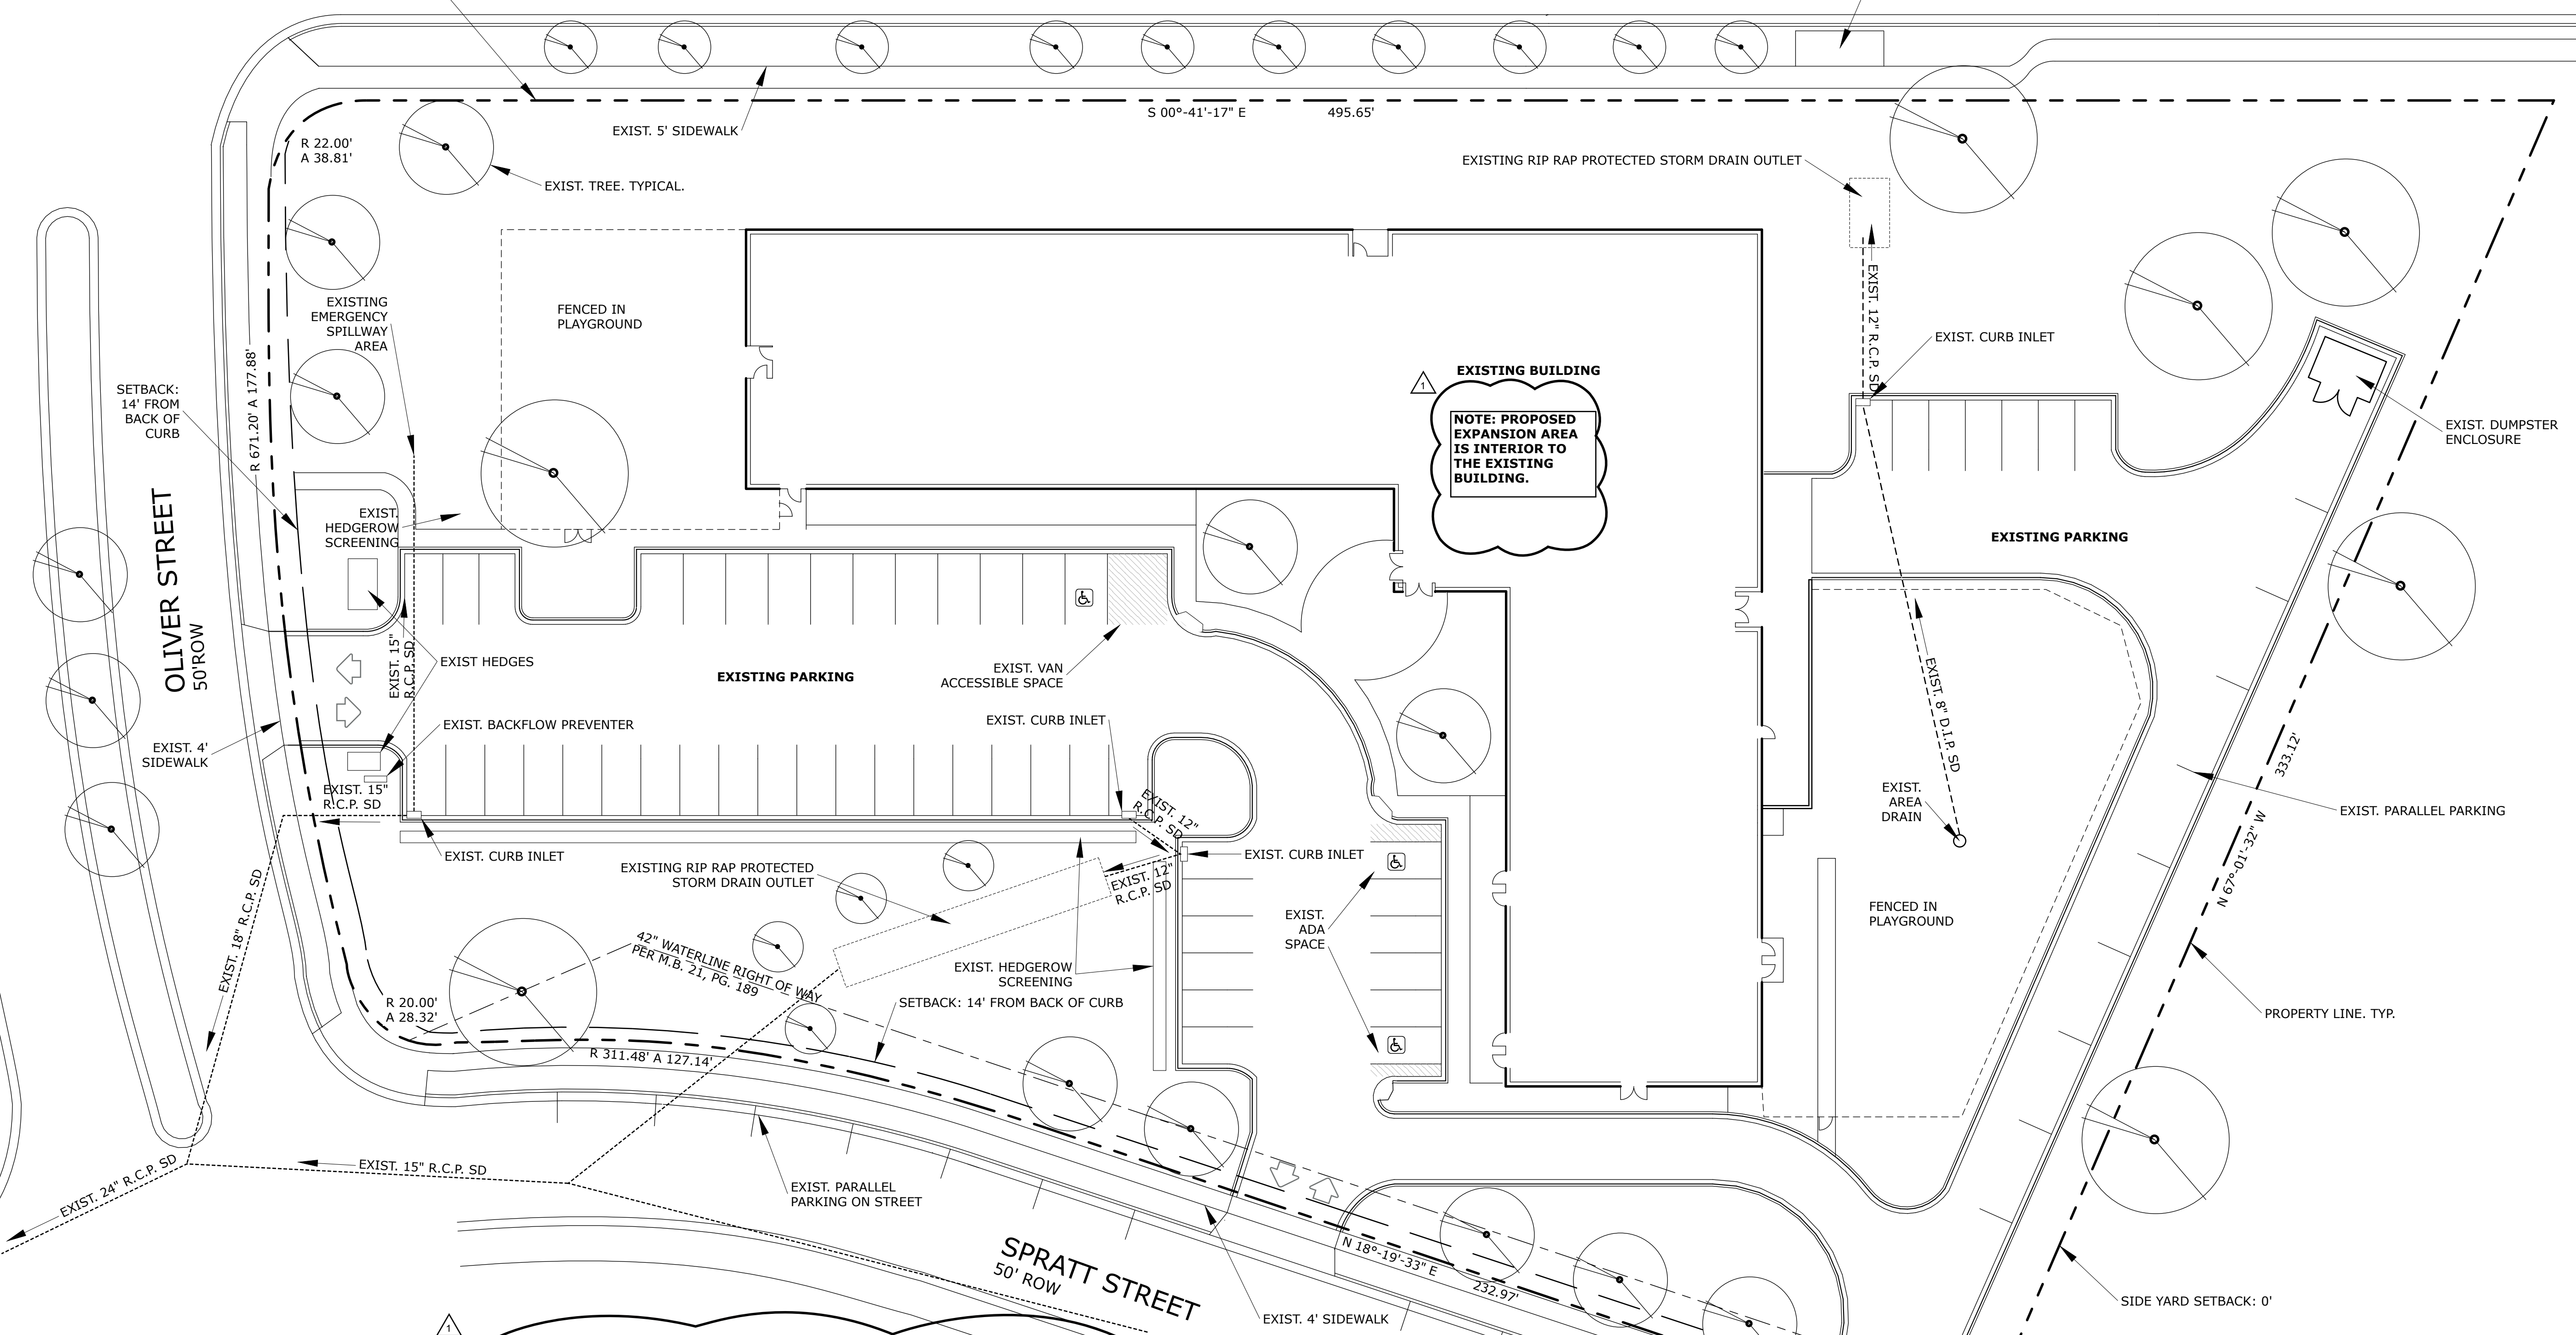 S 00°-41'-17" E
495.65'
EXIST. 5' SIDEWALK
R 22.00'
A 38.81'
EXIST. TREE. TYPICAL.
EXISTING RIP RAP PROTECTED STORM DRAIN OUTLET
EXISTING
EMERGENCY
SPILLWAY
AREA
FENCED IN
PLAYGROUND
EXIST. 12" R.C.P. SD
EXIST. CURB INLET
SETBACK:
14' FROM
BACK OF
CURB
R 671.20' A 177.88'
EXISTING BUILDING
1
NOTE: PROPOSED
EXPANSION AREA
IS INTERIOR TO
THE EXISTING
BUILDING.
EXIST. DUMPSTER
ENCLOSURE
OLIVER STREET
50'ROW
EXIST.
HEDGEROW
SCREENING
EXISTING PARKING
EXIST. 15"
R.C.P. SD
EXIST HEDGES
EXISTING PARKING
EXIST. VAN
ACCESSIBLE SPACE
EXIST. 8" D.I.P. SD
EXIST. BACKFLOW PREVENTER
EXIST. CURB INLET
EXIST. 4'
SIDEWALK
333.12'
N 67°-01'-32" W
EXIST. 15"
R.C.P. SD
EXIST. 12"
R.C.P. SD
EXIST.
AREA
DRAIN
EXIST. PARALLEL PARKING
EXIST. CURB INLET
EXIST. CURB INLET
EXISTING RIP RAP PROTECTED
STORM DRAIN OUTLET
EXIST. 12"
R.C.P. SD
EXIST. 18" R.C.P. SD
EXIST.
ADA
SPACE
FENCED IN
PLAYGROUND
42" WATERLINE RIGHT OF WAY
PER M.B. 21, PG. 189
EXIST. HEDGEROW
SCREENING
R 20.00'
A 28.32'
SETBACK: 14' FROM BACK OF CURB
PROPERTY LINE. TYP.
R 311.48' A 127.14'
EXIST. 24" R.C.P. SD
EXIST. 15" R.C.P. SD
EXIST. PARALLEL
PARKING ON STREET
SPRATT STREET
50' ROW
N 18°-19'-33" E
232.97'
EXIST. 4' SIDEWALK
SIDE YARD SETBACK: 0'
1